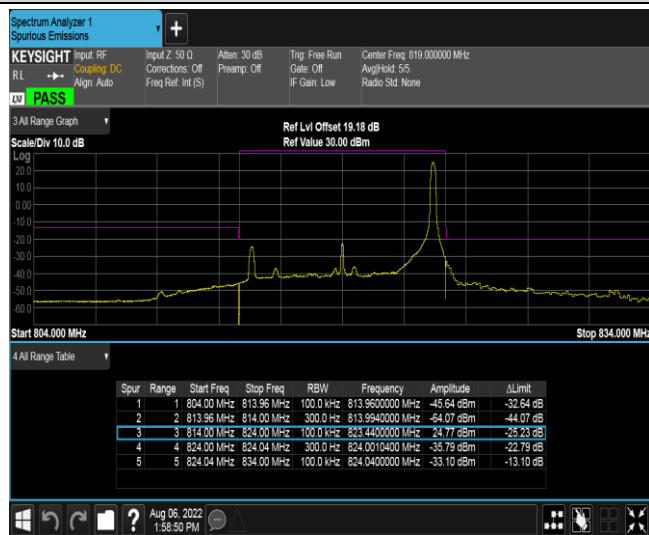 Spectrum Analyzer 1
Spurious Emissions
+
KEYSIGHT Input: RF Input Z: 50 Ω Atten: 30 dB Trig: Free Run Center Freq: 819.000000 MHz
RL Coupling: DC Corrections: Off Preamp: Off Gate: Off Avg|Hold: 5/5
Align: Auto Freq Ref: Int (S) IF Gain: Low Radio Std: None
LXI PASS
3 All Range Graph
Ref Lvl Offset 19.18 dB
Scale/Div 10.0 dB Ref Value 30.00 dBm
Log
20.0
10.0
0.00
-10.0
-20.0
-30.0
-40.0
-50.0
-60.0
Start 804.000 MHz Stop 834.000 MHz
4 All Range Table
Spur Range Start Freq Stop Freq RBW Frequency Amplitude ΔLimit
1 1 804.00 MHz 813.96 MHz 100.0 kHz 813.9600000 MHz -45.64 dBm -32.64 dB
2 2 813.96 MHz 814.00 MHz 300.0 Hz 813.9940000 MHz -64.07 dBm -44.07 dB
3 3 814.00 MHz 824.00 MHz 100.0 kHz 823.4400000 MHz 24.77 dBm -25.23 dB
4 4 824.00 MHz 824.04 MHz 300.0 Hz 824.0010400 MHz -35.79 dBm -22.79 dB
5 5 824.04 MHz 834.00 MHz 100.0 kHz 824.0400000 MHz -33.10 dBm -13.10 dB
?
Aug 06, 2022
1:58:50 PM